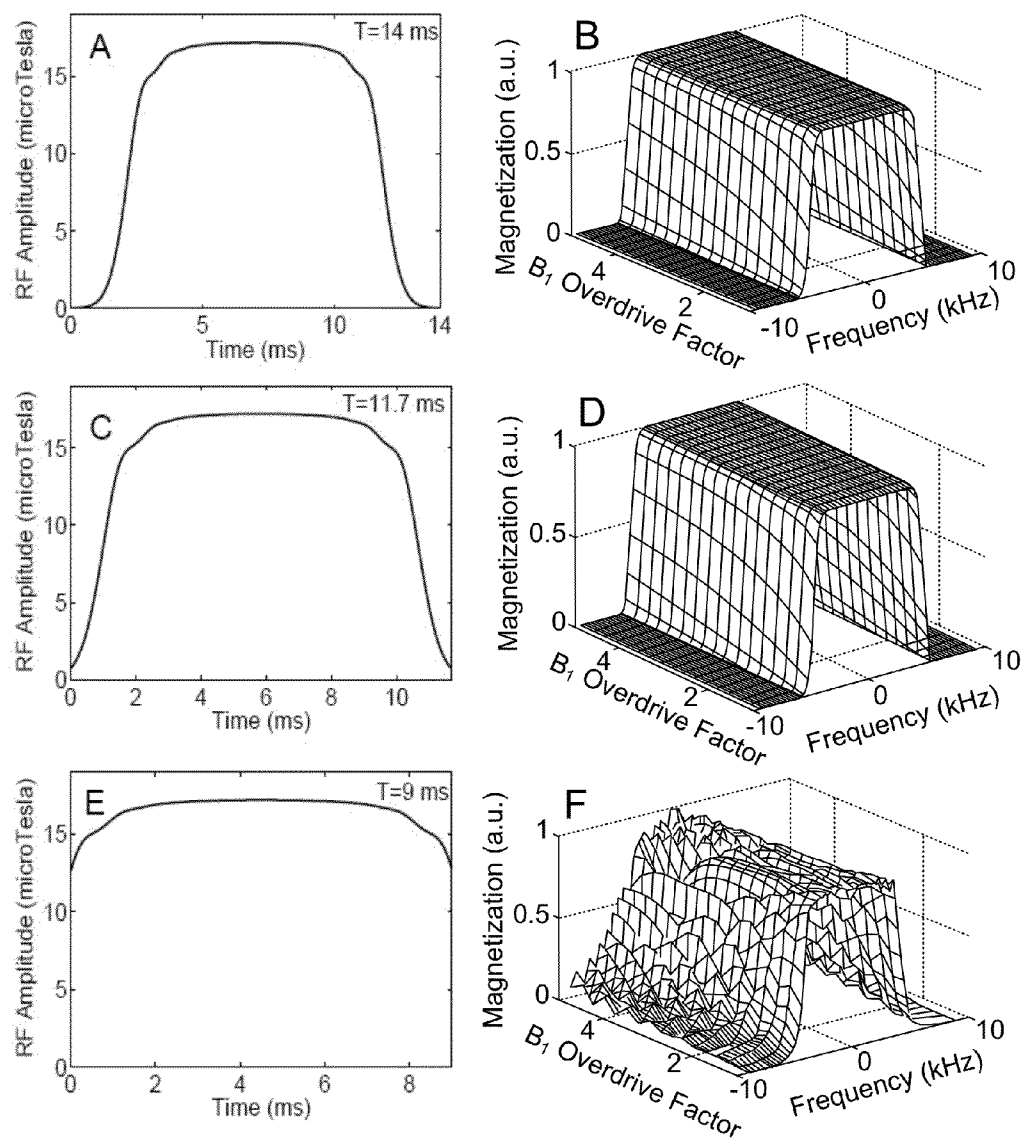 A
T=14 ms
RF Amplitude (microTesla)
15
10
5
0
0
5
10
14
Time (ms)
B
Magnetization (a.u.)
1
0.5
0
4
2
B1 Overdrive Factor
-10
0
10
Frequency (kHz)
C
T=11.7 ms
RF Amplitude (microTesla)
15
10
5
0
0
2
4
6
8
10
Time (ms)
D
Magnetization (a.u.)
1
0.5
0
4
2
B1 Overdrive Factor
-10
0
10
Frequency (kHz)
E
T=9 ms
RF Amplitude (microTesla)
15
10
5
0
0
2
4
6
8
Time (ms)
F
Magnetization (a.u.)
1
0.5
0
4
2
B1 Overdrive Factor
-10
0
10
Frequency (kHz)